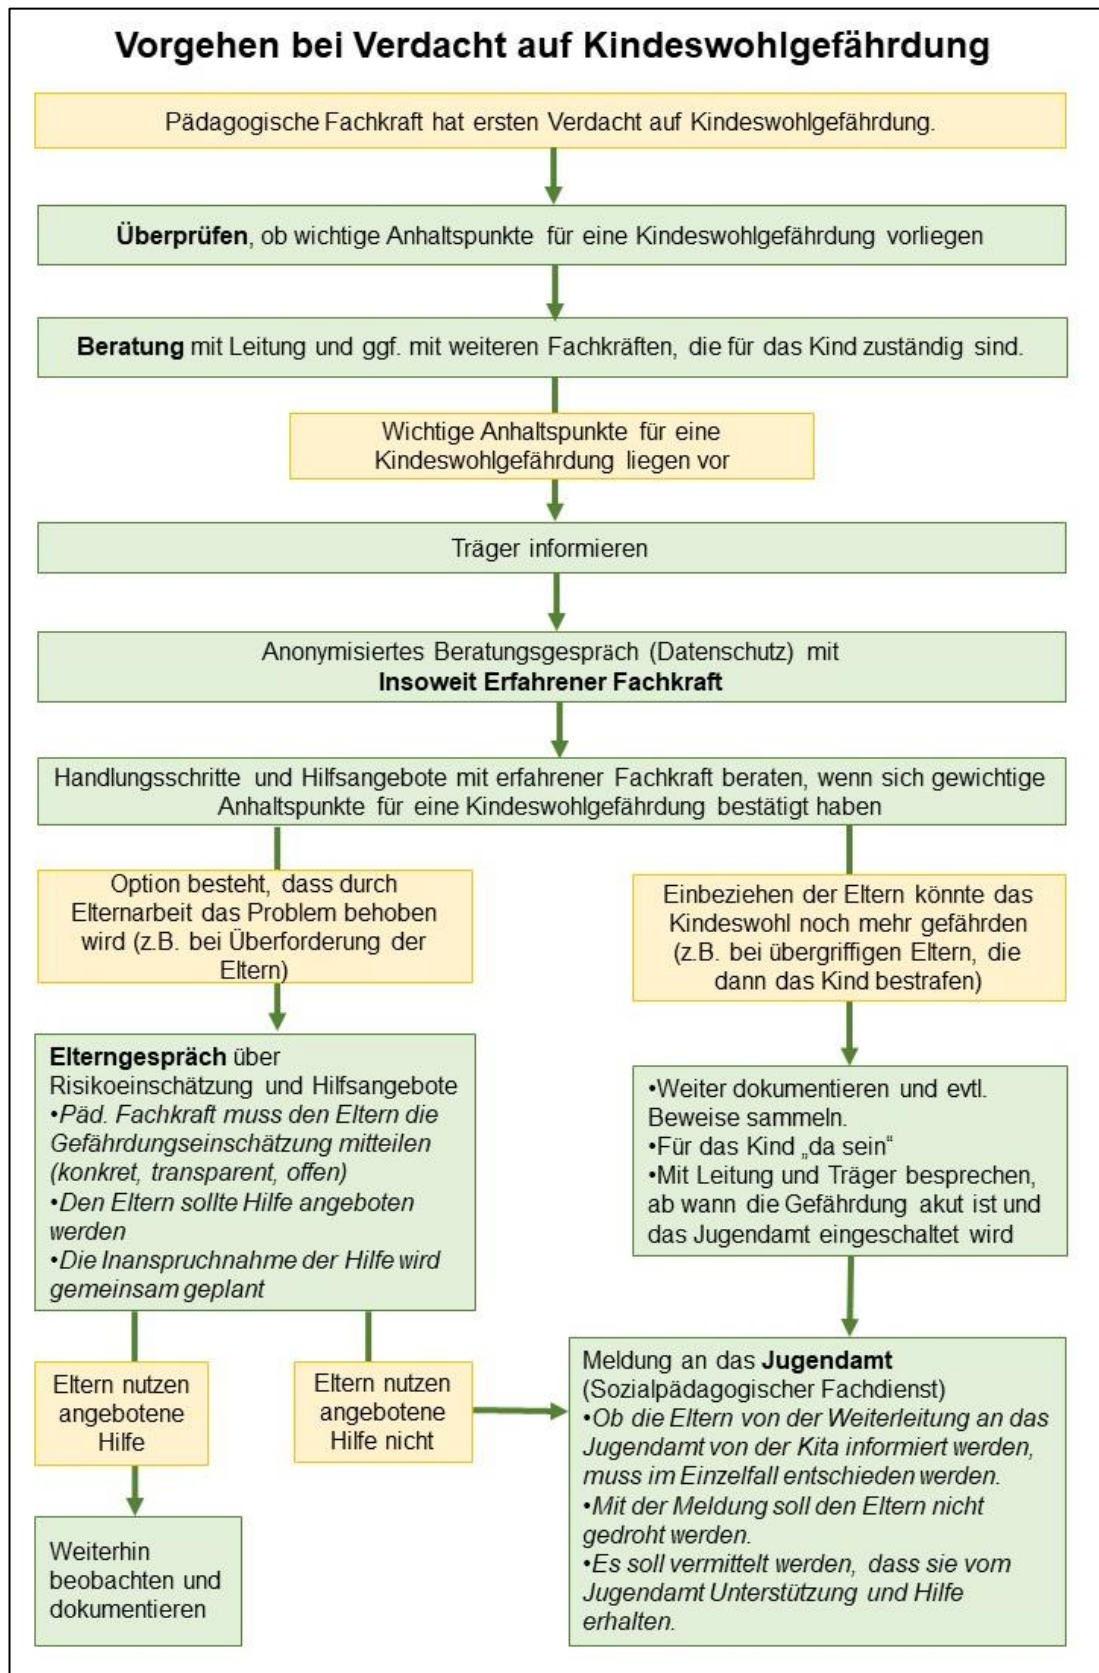 Vorgehen bei Verdacht auf Kindeswohlgefährdung
Pädagogische Fachkraft hat ersten Verdacht auf Kindeswohlgefährdung.
Überprüfen, ob wichtige Anhaltspunkte für eine Kindeswohlgefährdung vorliegen
Beratung mit Leitung und ggf. mit weiteren Fachkräften, die für das Kind zuständig sind.
Wichtige Anhaltspunkte für eine
Kindeswohlgefährdung liegen vor
Träger informieren
Anonymisiertes Beratungsgespräch (Datenschutz) mit
Insoweit Erfahrener Fachkraft
Handlungsschritte und Hilfsangebote mit erfahrener Fachkraft beraten, wenn sich gewichtige
Anhaltspunkte für eine Kindeswohlgefährdung bestätigt haben
Option besteht, dass durch
Elternarbeit das Problem behoben
wird (z.B. bei Überforderung der
Eltern)
Einbeziehen der Eltern könnte das
Kindeswohl noch mehr gefährden
(z.B. bei übergriffigen Eltern, die
dann das Kind bestrafen)
Elterngespräch über
Risikoeinschätzung und Hilfsangebote
•Päd. Fachkraft muss den Eltern die
Gefährdungseinschätzung mitteilen
(konkret, transparent, offen)
•Den Eltern sollte Hilfe angeboten
werden
•Die Inanspruchnahme der Hilfe wird
gemeinsam geplant
•Weiter dokumentieren und evtl.
Beweise sammeln.
•Für das Kind „da sein“
•Mit Leitung und Träger besprechen,
ab wann die Gefährdung akut ist und
das Jugendamt eingeschaltet wird
Eltern nutzen
angebotene
Hilfe
Eltern nutzen
angebotene
Hilfe nicht
Meldung an das Jugendamt
(Sozialpädagogischer Fachdienst)
•Ob die Eltern von der Weiterleitung an das
Jugendamt von der Kita informiert werden,
muss im Einzelfall entschieden werden.
•Mit der Meldung soll den Eltern nicht
gedroht werden.
•Es soll vermittelt werden, dass sie vom
Jugendamt Unterstützung und Hilfe
erhalten.
Weiterhin
beobachten und
dokumentieren